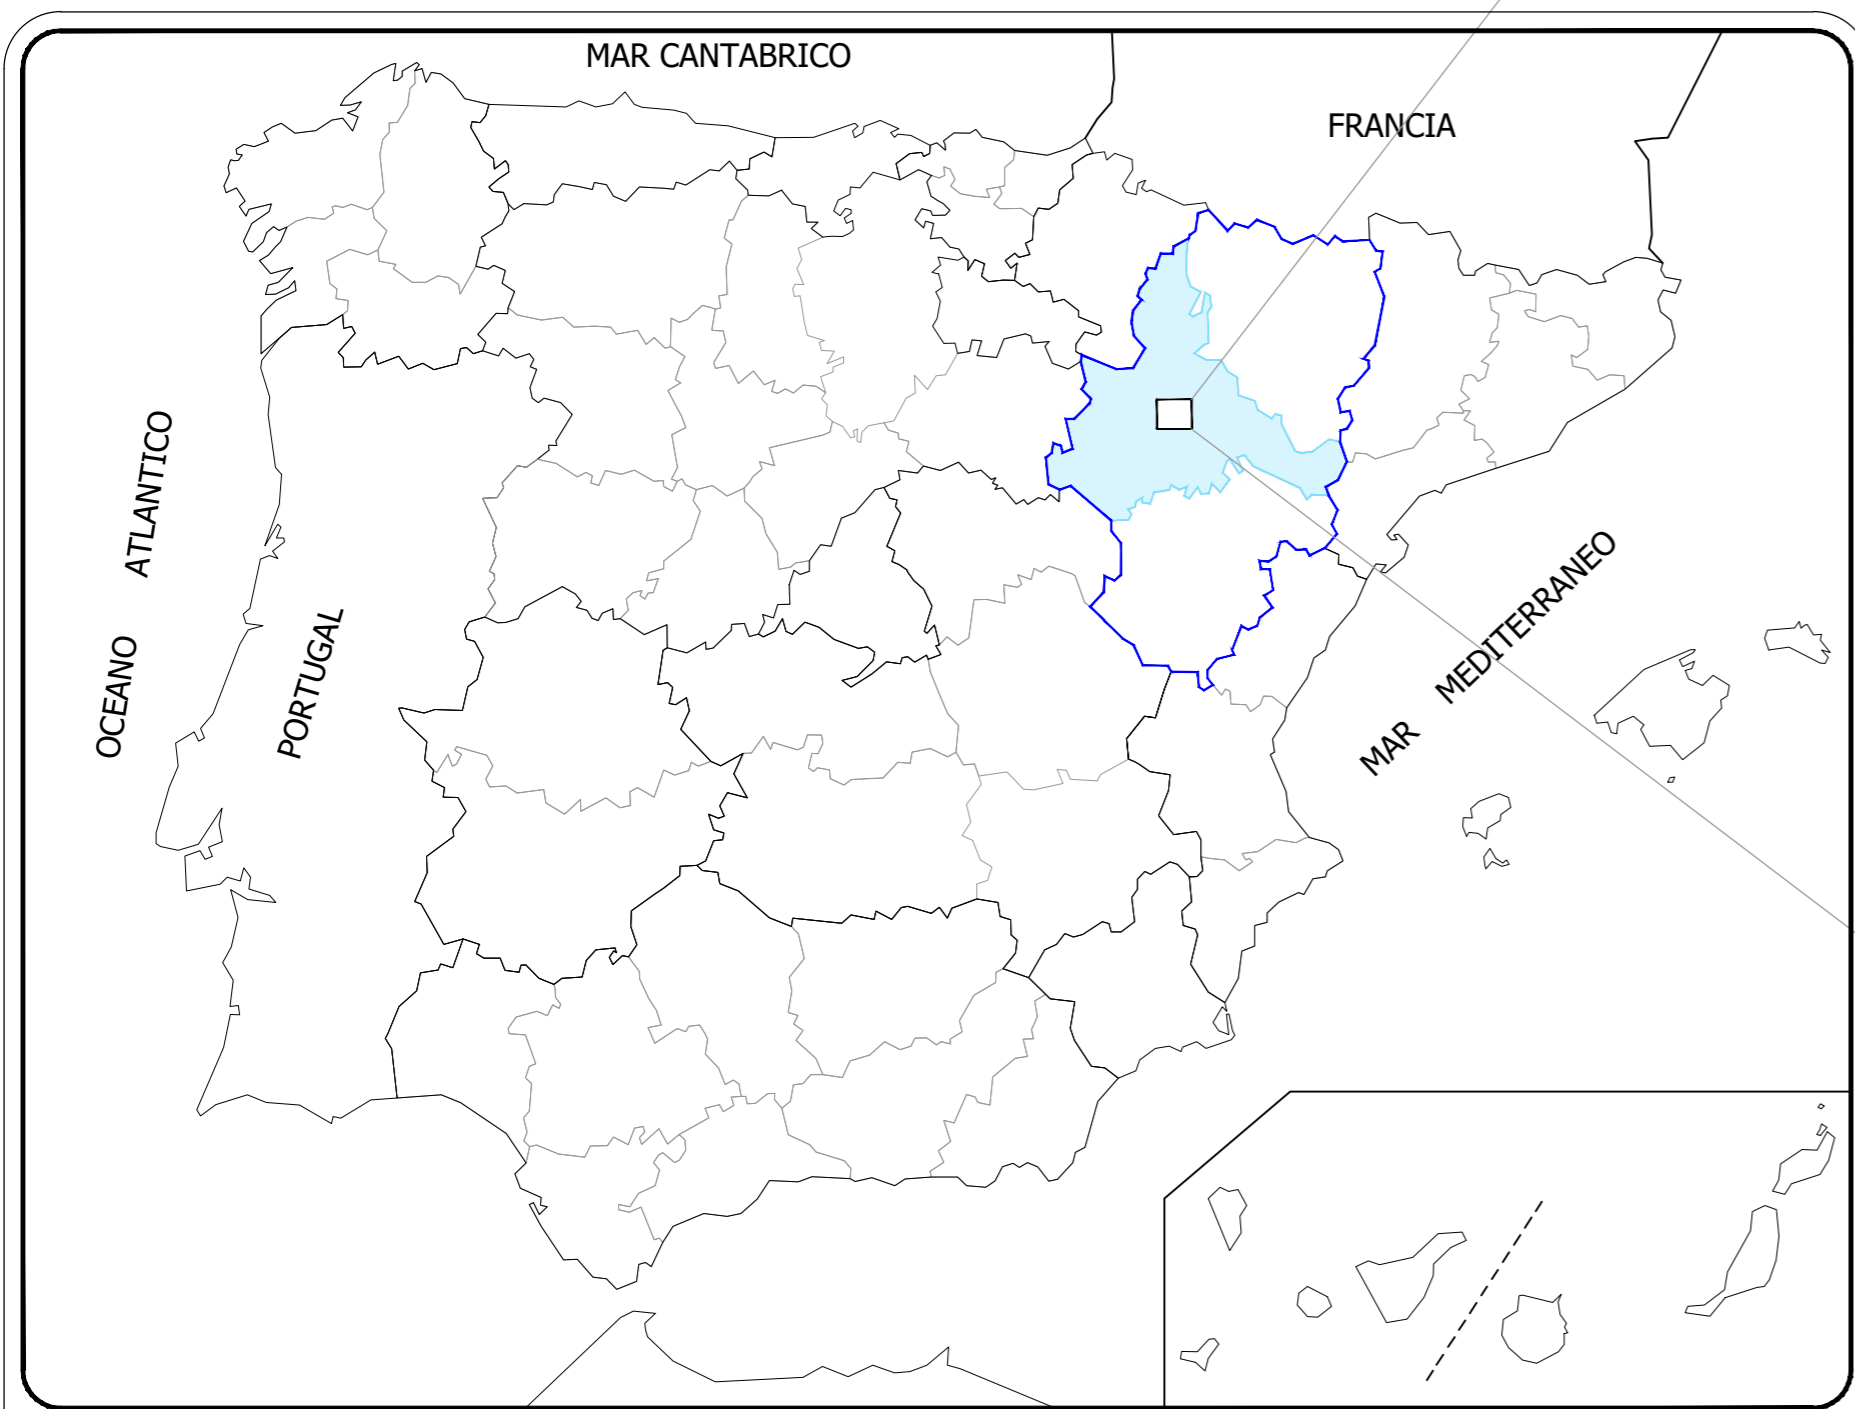 MAR CANTABRICO
FRANCIA
OCEANO ATLANTICO
PORTUGAL
MAR MEDITERRANEO